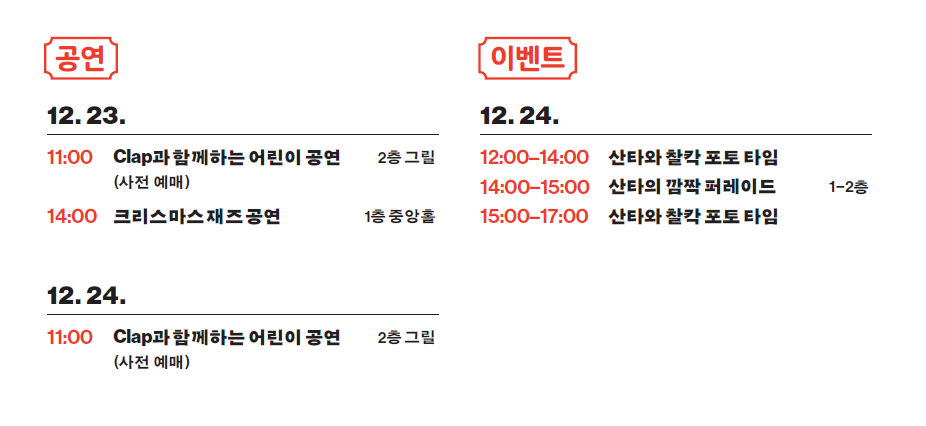 공연
12. 23.
11:00 Clap과 함께하는 어린이 공연 2층 그릴
(사전 예매)
14:00 크리스마스 재즈 공연 1층 중앙홀
12. 24.
11:00 Clap과 함께하는 어린이 공연 2층 그릴
(사전 예매)
이벤트
12. 24.
12:00–14:00 산타와 찰칵 포토 타임
14:00–15:00 산타의 깜짝 퍼레이드 1–2층
15:00–17:00 산타와 찰칵 포토 타임